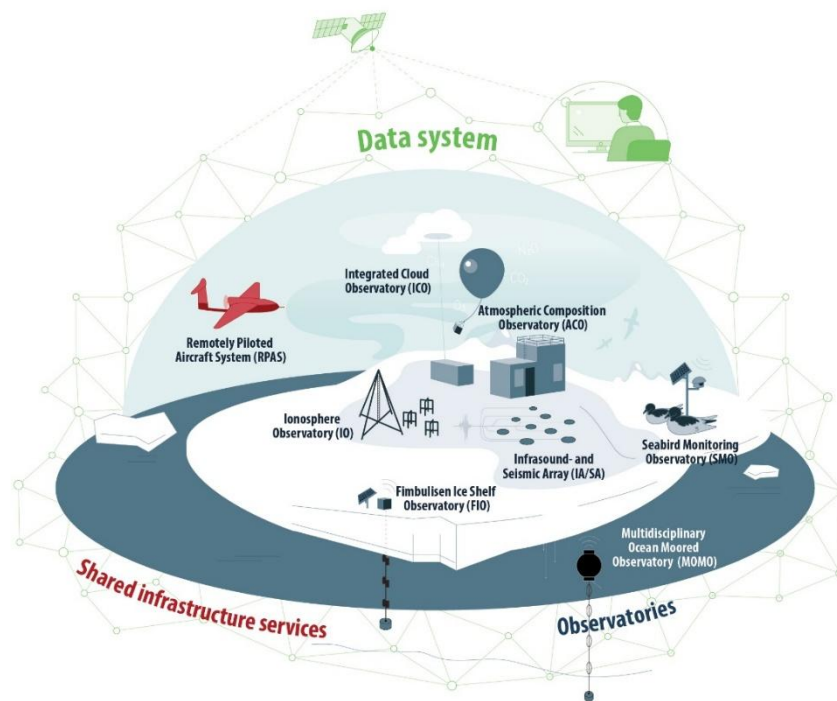 Data system
Integrated Cloud
Observatory (ICO)
N₂O
CO₂
Atmospheric Composition
Observatory (ACO)
Remotely Piloted
Aircraft System (RPAS)
Ionosphere
Observatory (IO)
Infrasound- and
Seismic Array (IA/SA)
Seabird Monitoring
Observatory (SMO)
Fimbulisen Ice Shelf
Observatory (FIO)
Multidisciplinary
Ocean Moored
Observatory (MOMO)
Shared infrastructure services
Observatories